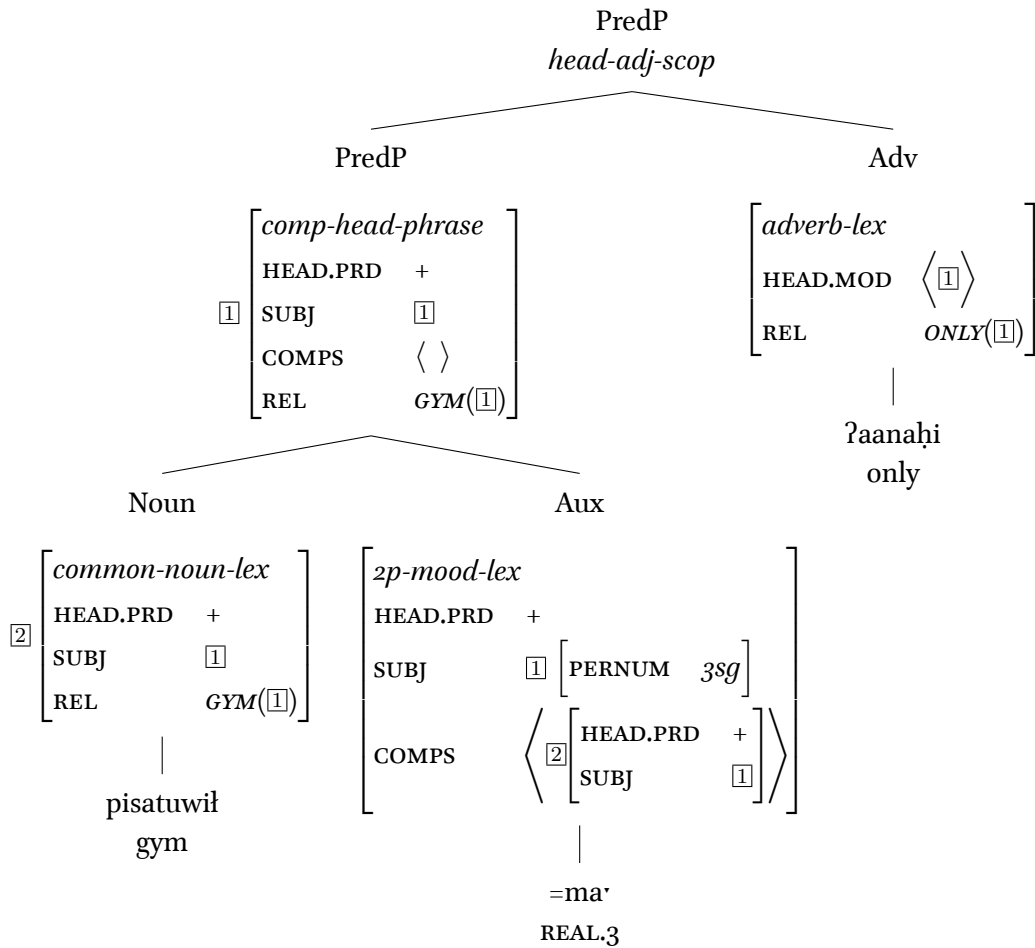 PredP
head-adj-scop
PredP Adv
1 [comp-head-phrase
HEAD.PRD +
SUBJ 1
COMPS ⟨ ⟩
REL GYM(1)]
[adverb-lex
HEAD.MOD ⟨1⟩
REL ONLY(1)]
ʔaanaḥi
only
Noun Aux
2 [common-noun-lex
HEAD.PRD +
SUBJ 1
REL GYM(1)]
[2p-mood-lex
HEAD.PRD +
SUBJ 1 [PERNUM 3sg]
COMPS ⟨2 [HEAD.PRD +
SUBJ 1]⟩]
pisatuwił
gym
=maˑ
REAL.3